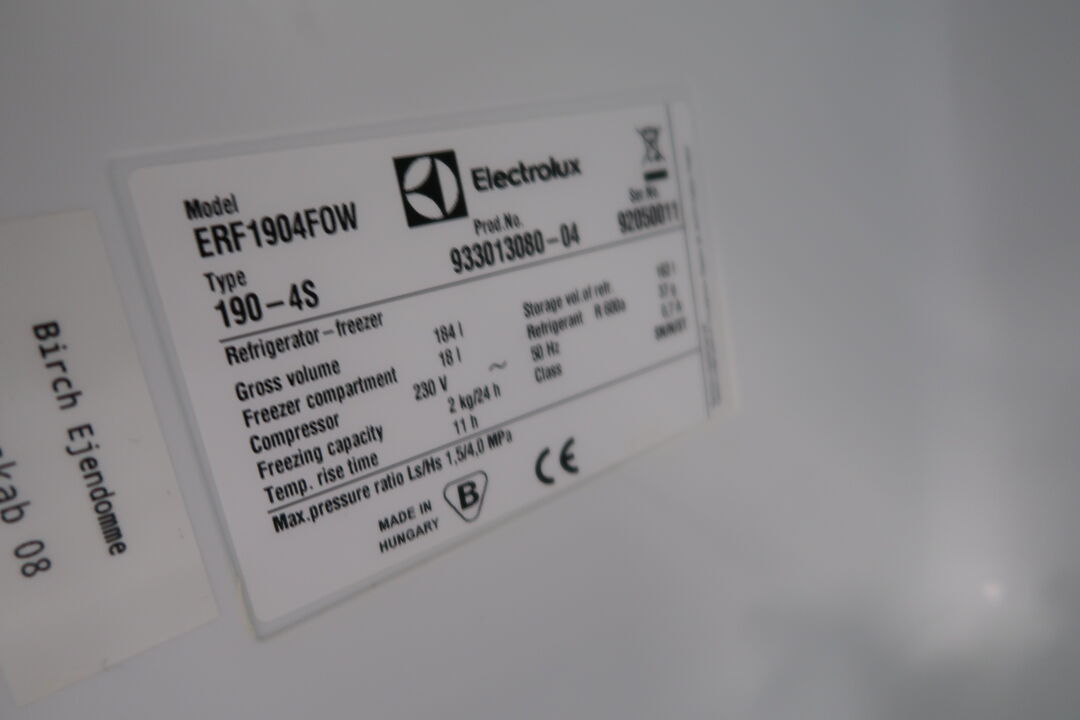 Electrolux
Model
ERF1904FOW
Prod.No.
933013080-04
Ser.No.
92050011
Type
190-4S
Refrigerator-freezer
Gross volume 184 l
Storage vol.of refr.
Freezer compartment 18 l
Refrigerant R 600a
Compressor 230 V ~ 50 Hz
Freezing capacity 2 kg/24 h
Class
Temp. rise time 11 h
Max.pressure ratio Ls/Hs 1,5/4,0 MPa
MADE IN
HUNGARY
B
CE
Birch Ejendomme
kab 08